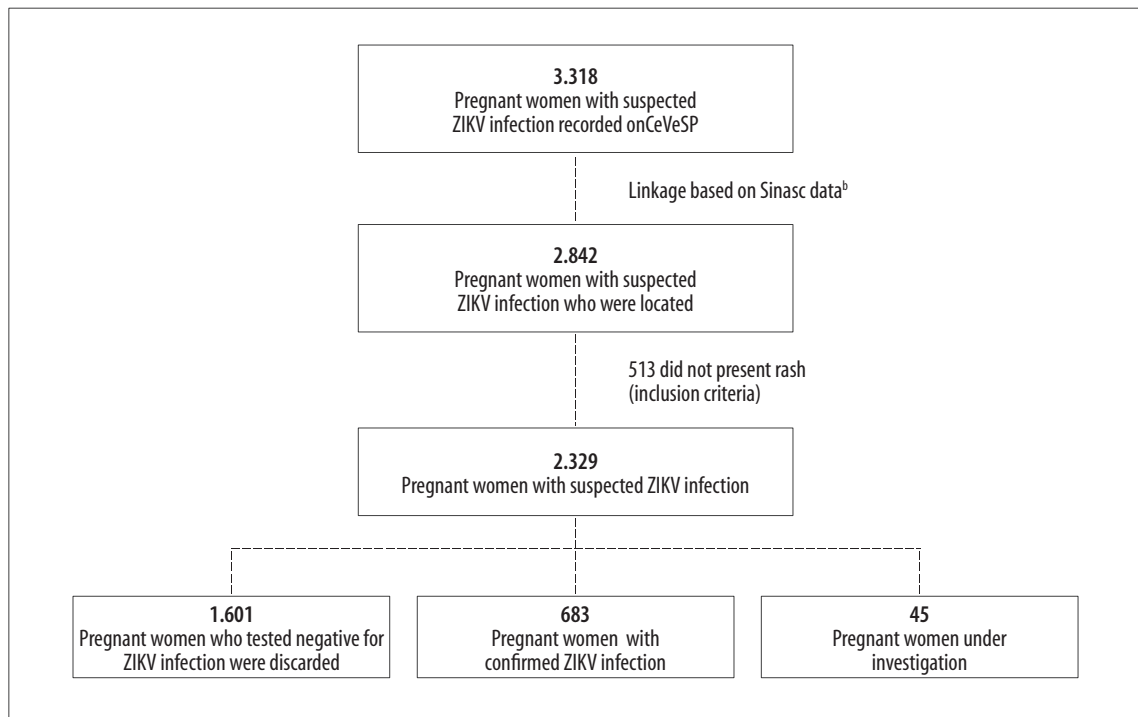 3.318
Pregnant women with suspected
ZIKV infection recorded onCeVeSP
Linkage based on Sinasc dataᵇ
2.842
Pregnant women with suspected
ZIKV infection who were located
513 did not present rash
(inclusion criteria)
2.329
Pregnant women with suspected ZIKV infection
1.601
Pregnant women who tested negative for
ZIKV infection were discarded
683
Pregnant women with
confirmed ZIKV infection
45
Pregnant women under
investigation